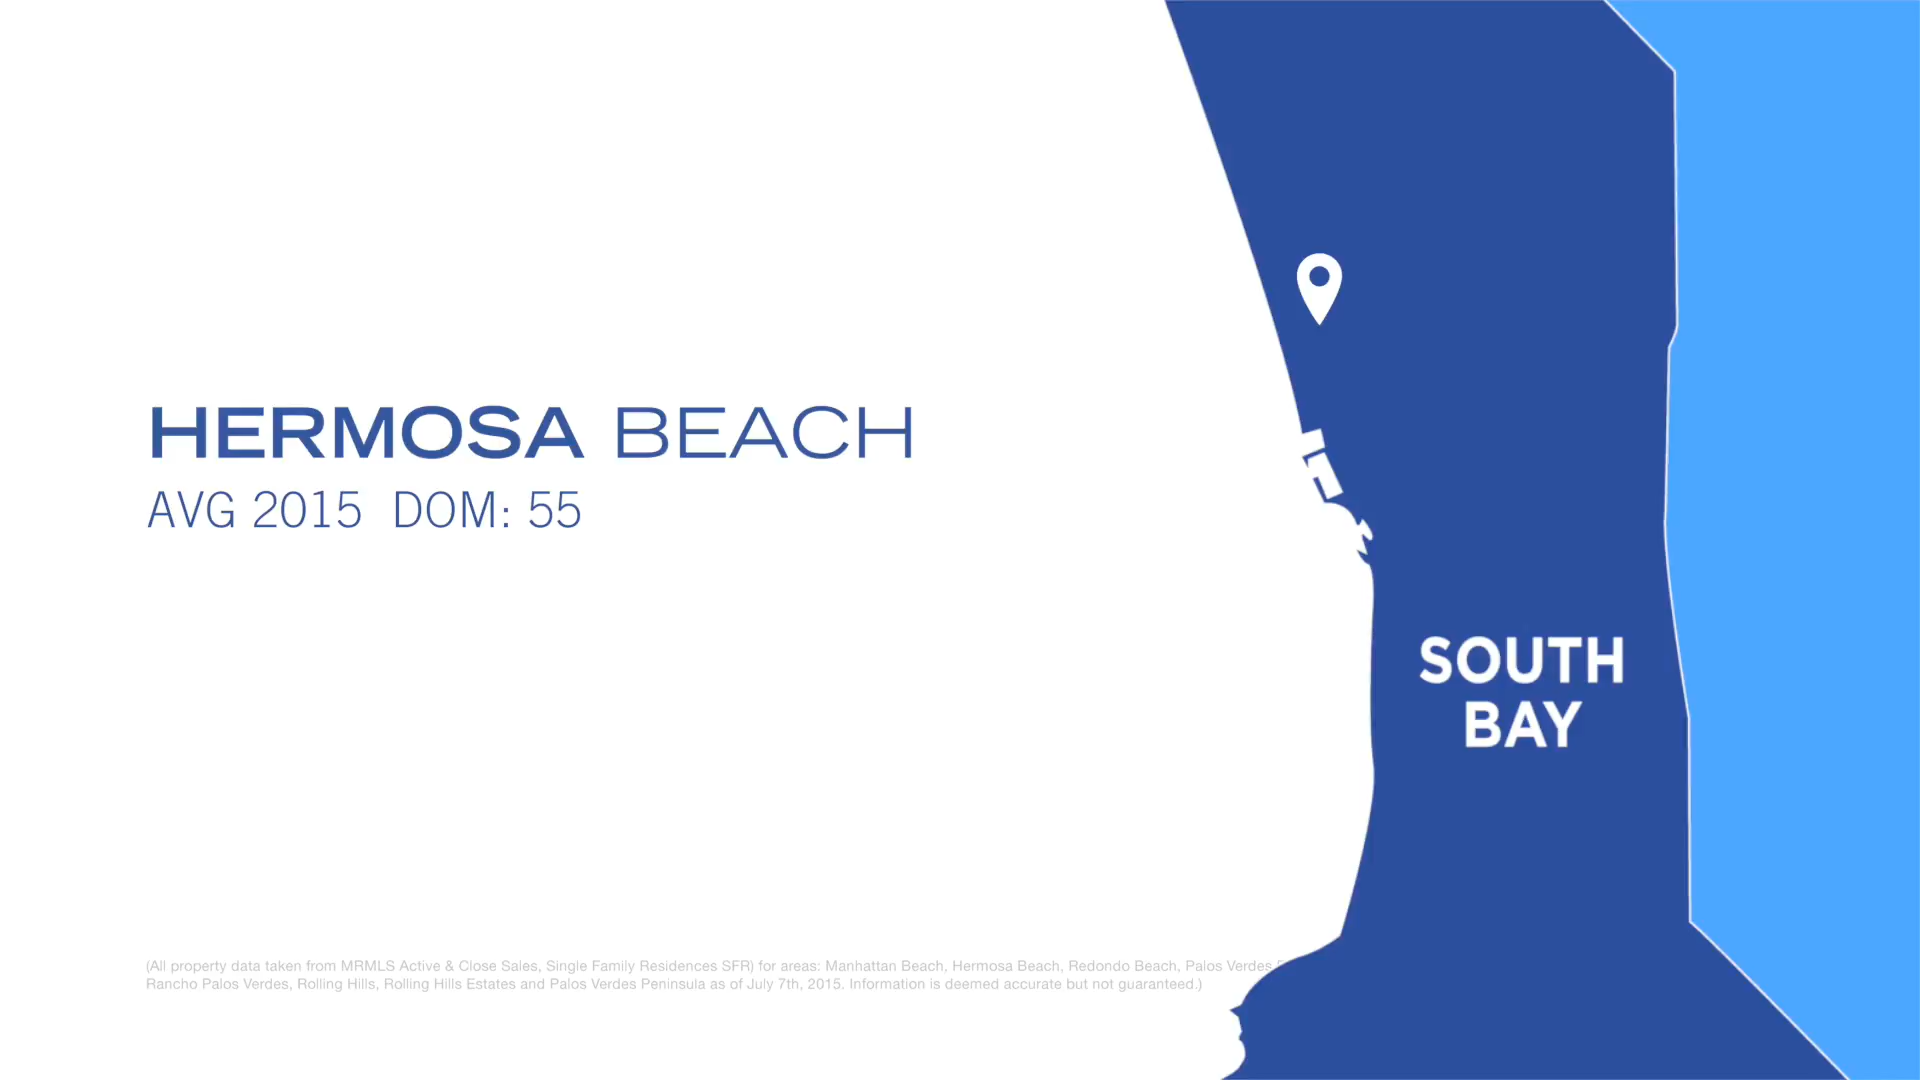 HERMOSA BEACH
AVG 2015 DOM: 55
SOUTH
BAY
(All property data taken from MRMLS Active & Close Sales, Single Family Residences SFR) for areas: Manhattan Beach, Hermosa Beach, Redondo Beach, Palos Verdes
Rancho Palos Verdes, Rolling Hills, Rolling Hills Estates and Palos Verdes Peninsula as of July 7th, 2015. Information is deemed accurate but not guaranteed.)